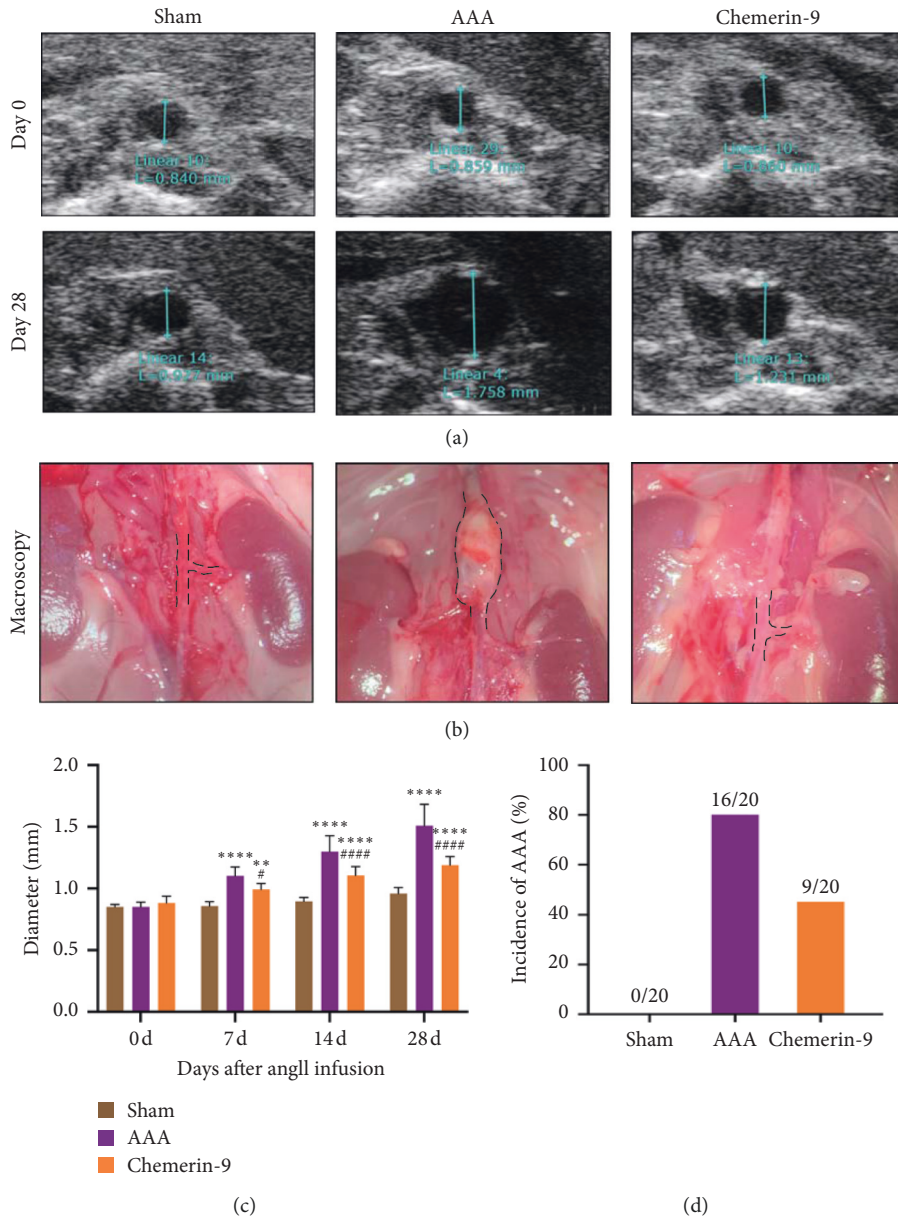 Sham AAA Chemerin-9
Day 0
Linear 10:
L=0.840 mm
Linear 29:
L=0.859 mm
Linear 10:
L=0.860 mm
Day 28
Linear 14:
L=0.927 mm
Linear 4:
L=1.758 mm
Linear 13:
L=1.231 mm
(a)
Macroscopy
(b)
Diameter (mm)
2.0
1.5
1.0
0.5
0.0
**** ** #
**** **** ####
**** **** ####
0 d 7 d 14 d 28 d
Days after angII infusion
Sham
AAA
Chemerin-9
(c)
Incidence of AAA (%)
100
80
60
40
20
0
0/20 16/20 9/20
Sham AAA Chemerin-9
(d)